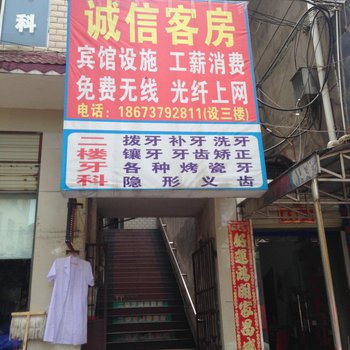 科
诚信客房
宾馆设施 工薪消费
免费无线 光纤上网
电话：18673792811(设三楼)
二楼牙科
拨牙补牙洗牙
镶牙牙齿矫正
各种烤瓷牙
隐形义齿